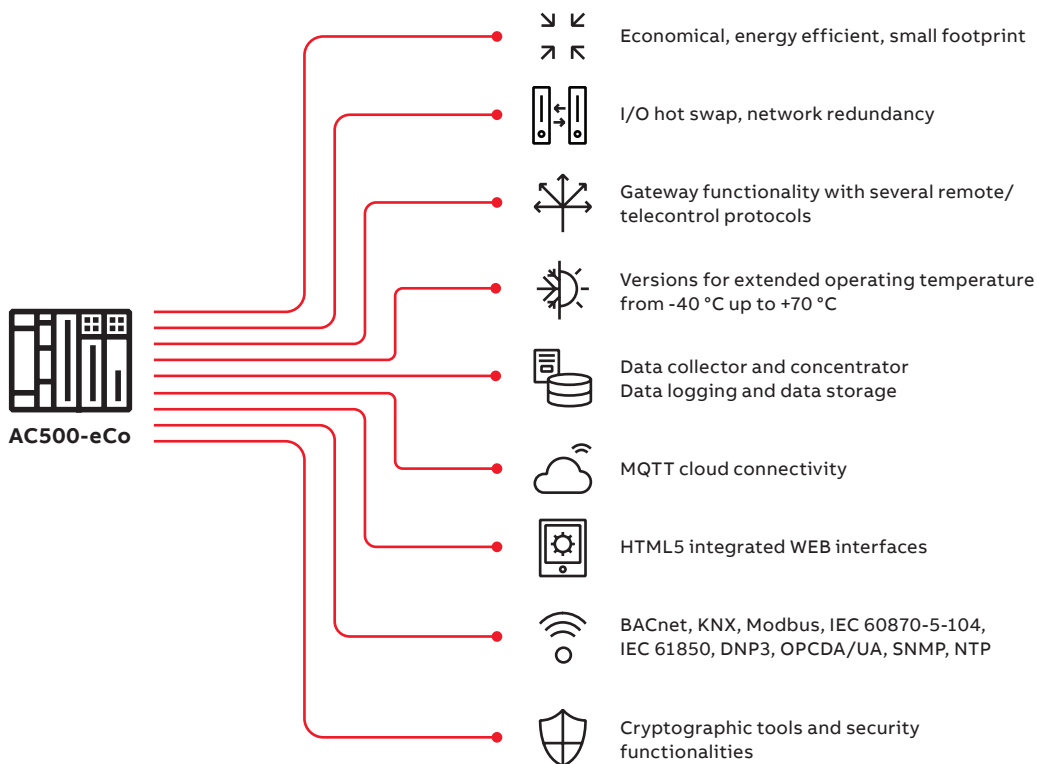 Economical, energy efficient, small footprint
I/O hot swap, network redundancy
Gateway functionality with several remote/
telecontrol protocols
Versions for extended operating temperature
from -40 °C up to +70 °C
Data collector and concentrator
Data logging and data storage
AC500-eCo
MQTT cloud connectivity
HTML5 integrated WEB interfaces
BACnet, KNX, Modbus, IEC 60870-5-104,
IEC 61850, DNP3, OPCDA/UA, SNMP, NTP
Cryptographic tools and security
functionalities